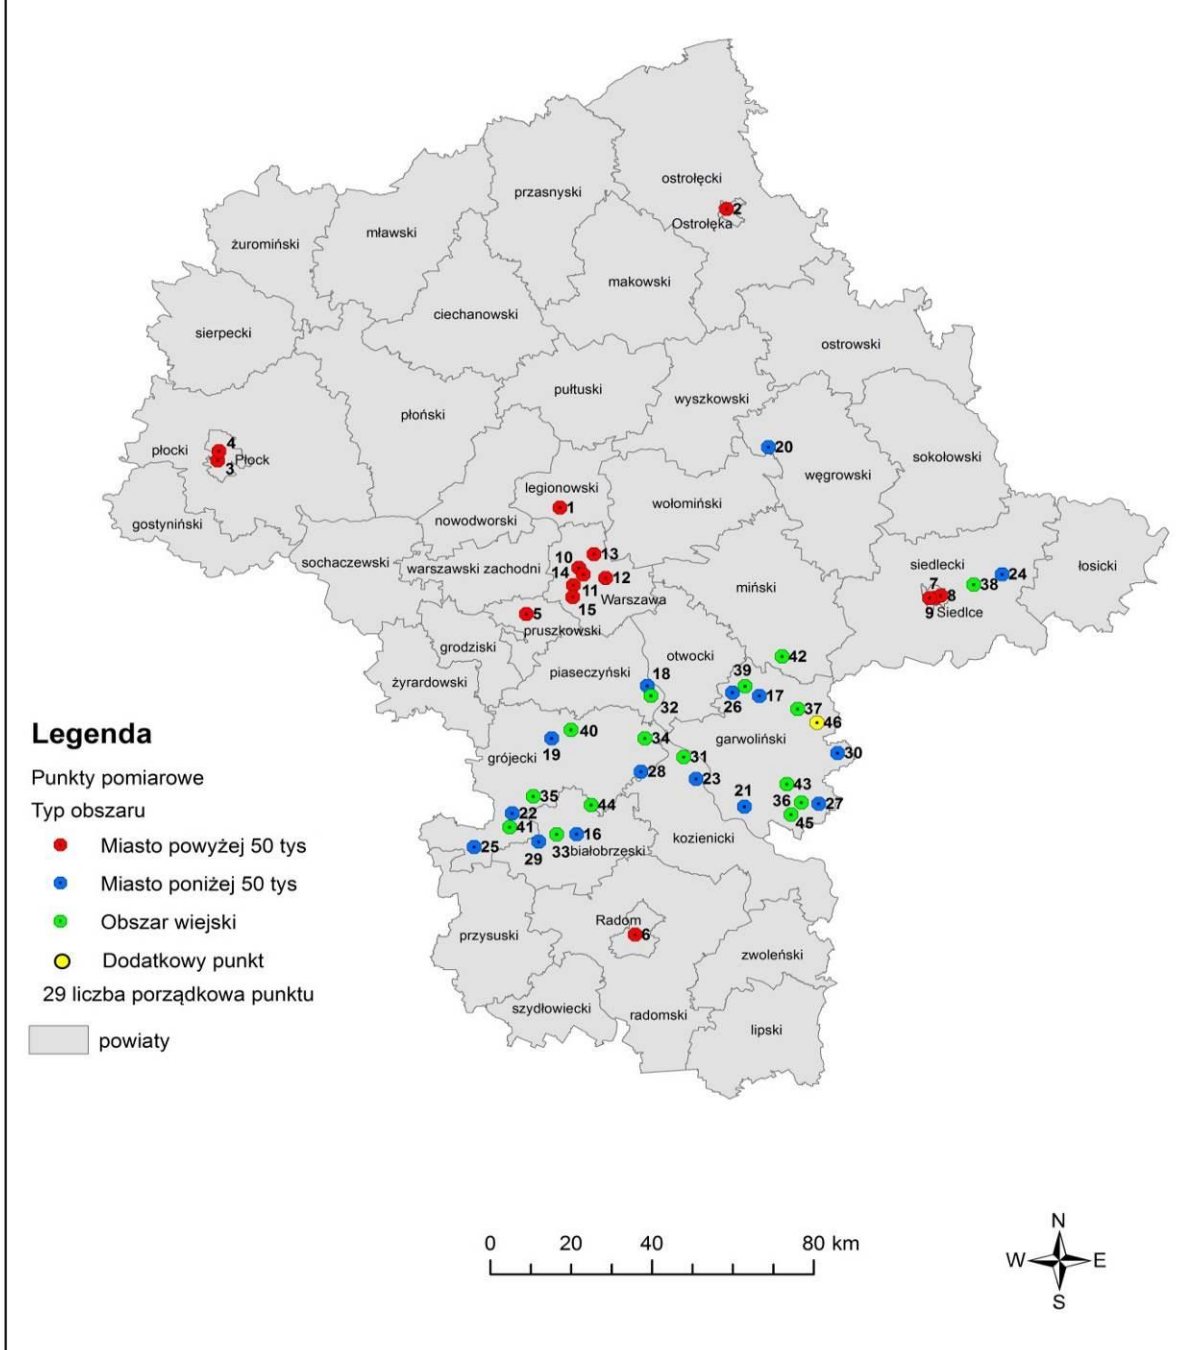 ostrołęcki
przasnyski
2
Ostrołęka
mławski
żuromiński
makowski
ciechanowski
sierpecki
ostrowski
pułtuski
wyszkowski
płoński
4
płocki
Płock
3
20
sokołowski
węgrowski
legionowski
wołomiński
1
gostyniński
nowodworski
13
10
sochaczewski
warszawski zachodni
14
12
siedlecki
łosicki
24
7
38
miński
11
8
Warszawa
15
9
Siedlce
5
pruszkowski
grodziski
otwocki
42
18
39
piaseczyński
żyrardowski
17
26
32
37
46
40
34
garwoliński
19
grójecki
31
30
28
23
43
21
35
44
36
27
22
45
41
16
kozienicki
25
29
33
białobrzeski
Radom
6
przysuski
zwoleński
szydłowiecki
radomski
lipski
Legenda
Punkty pomiarowe
Typ obszaru
Miasto powyżej 50 tys
Miasto poniżej 50 tys
Obszar wiejski
Dodatkowy punkt
29 liczba porządkowa punktu
powiaty
0 20 40 80 km
N
W E
S